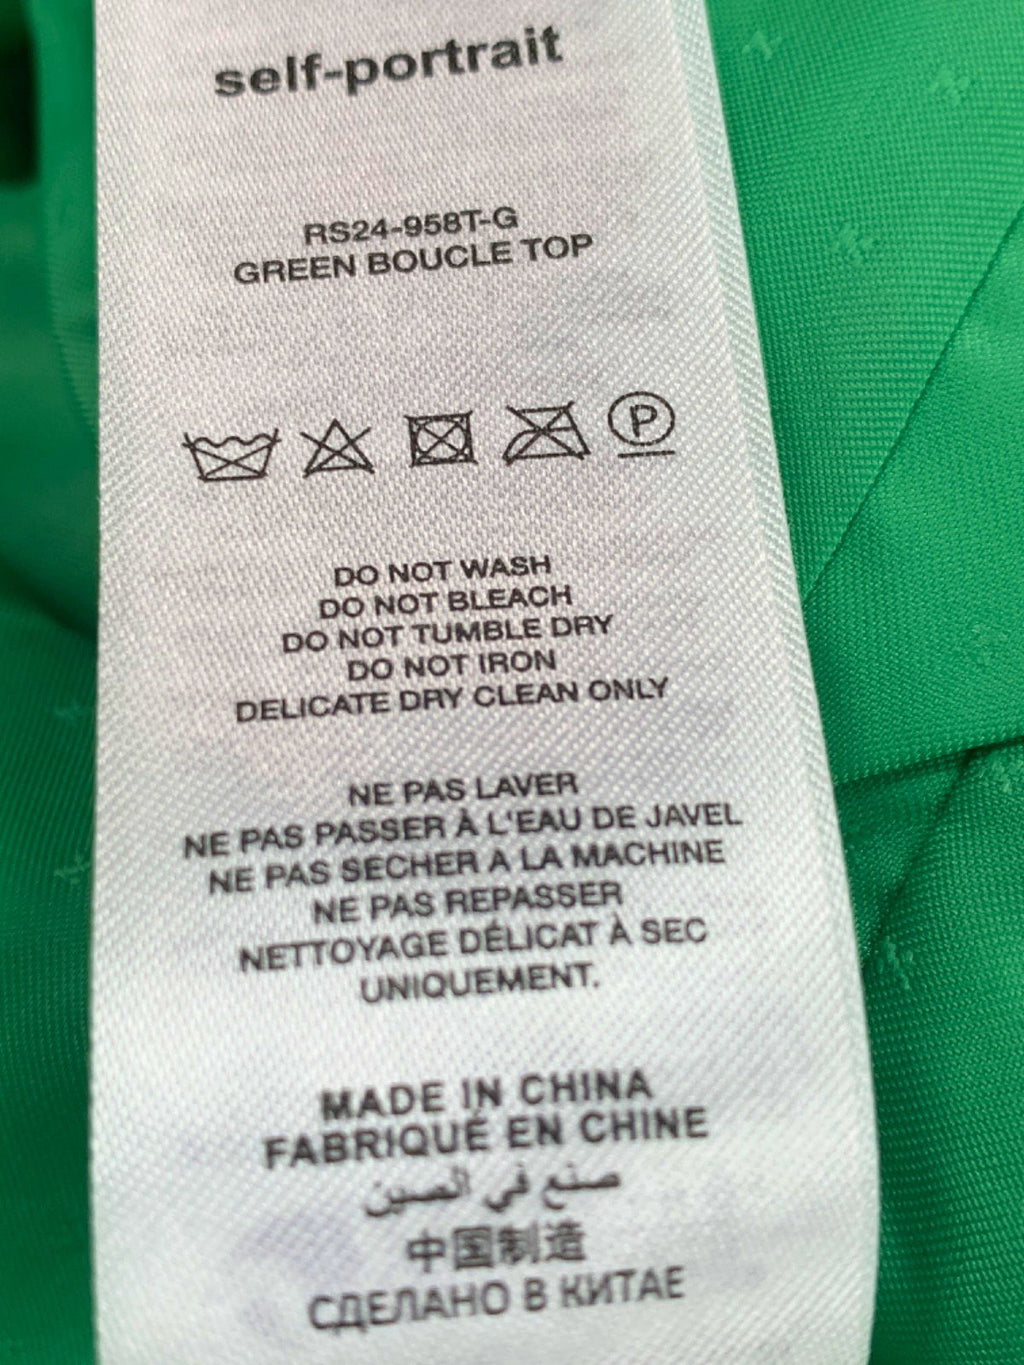 self-portrait
RS24-958T-G
GREEN BOUCLE TOP
P
DO NOT WASH
DO NOT BLEACH
DO NOT TUMBLE DRY
DO NOT IRON
DELICATE DRY CLEAN ONLY
NE PAS LAVER
NE PAS PASSER À L'EAU DE JAVEL
NE PAS SECHER A LA MACHINE
NE PAS REPASSER
NETTOYAGE DÉLICAT À SEC
UNIQUEMENT.
MADE IN CHINA
FABRIQUÉ EN CHINE
صنع في الصين
中国制造
СДЕЛАНО В КИТАЕ